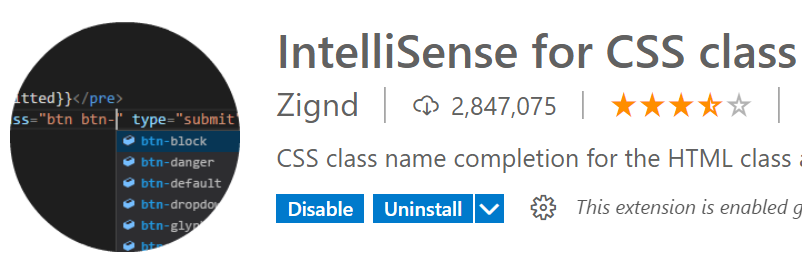 IntelliSense for CSS class
Zignd 2,847,075
CSS class name completion for the HTML class
Disable Uninstall This extension is enabled
itted}}</pre>
ss="btn btn-" type="submit"
btn-block
btn-danger
btn-default
btn-dropdow
btn-glyp